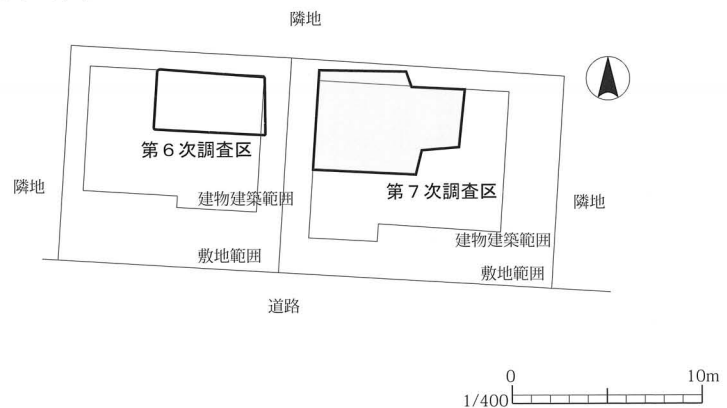 隣地
第６次調査区
第７次調査区
隣地
建物建築範囲
隣地
建物建築範囲
敷地範囲
敷地範囲
道路
0 10m
1/400